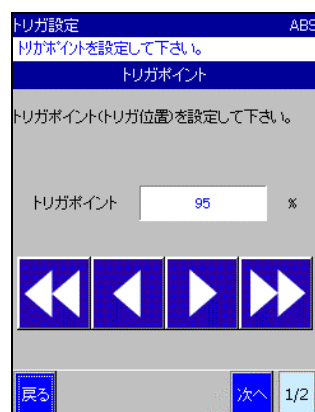 トリガ設定 ABS
トリガポイントを設定して下さい。
トリガポイント
トリガポイント(トリガ位置)を設定して下さい。
トリガポイント 95 %
戻る 次へ 1/2